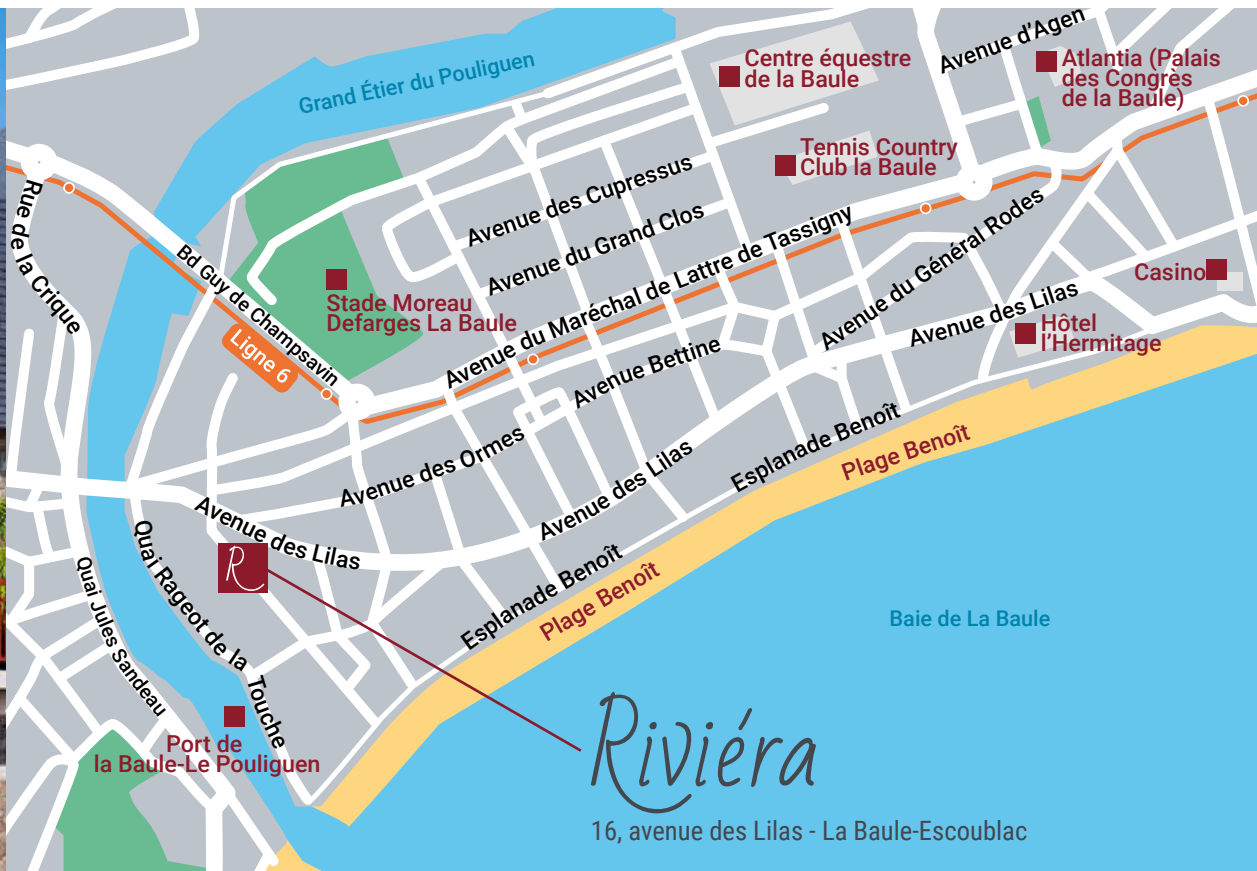 Grand Étier du Pouliguen
Centre équestre
de la Baule
Avenue d'Agen
Atlantia (Palais
des Congrès
de la Baule)
Tennis Country
Club la Baule
Rue de la Crique
Bd Guy de Champsavin
Ligne 6
Stade Moreau
Defarges La Baule
Avenue des Cupressus
Avenue du Grand Clos
Avenue du Maréchal de Lattre de Tassigny
Avenue du Général Rodes
Casino
Avenue des Lilas
Hôtel
l'Hermitage
Avenue Bettine
Avenue des Ormes
Esplanade Benoît
Plage Benoît
Avenue des Lilas
Avenue des Lilas
R
Quai Rageot de la Touche
Quai Jules Sandeau
Esplanade Benoît
Plage Benoît
Baie de La Baule
Port de
la Baule-Le Pouliguen
Riviéra
16, avenue des Lilas - La Baule-Escoublac